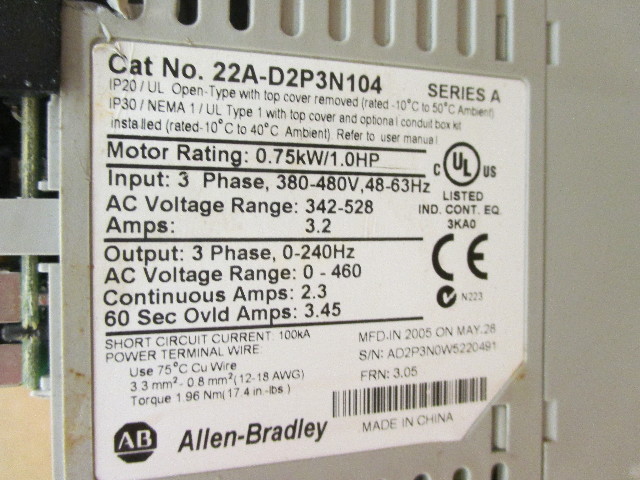 Cat No. 22A-D2P3N104
SERIES A
IP20 / UL Open-Type with top cover removed (rated -10°C to 50°C Ambient)
IP30 / NEMA 1 / UL Type 1 with top cover and optional conduit box kit
installed (rated-10°C to 40°C Ambient). Refer to user manual
Motor Rating: 0.75kW/1.0HP
Input: 3 Phase, 380-480V,48-63Hz
AC Voltage Range: 342-528
Amps: 3.2
C UL US
LISTED
IND. CONT. EQ.
3KA0
Output: 3 Phase, 0-240Hz
AC Voltage Range: 0 - 460
Continuous Amps: 2.3
60 Sec Ovld Amps: 3.45
CE
N223
SHORT CIRCUIT CURRENT: 100kA
POWER TERMINAL WIRE
Use 75°C Cu Wire
3.3 mm²- 0.8 mm²(12-18 AWG)
Torque 1.96 Nm(17.4 in.-lbs.)
MFD.IN 2005 ON MAY.28
S/N: AD2P3N0W5220491
FRN: 3.05
MADE IN CHINA
AB Allen-Bradley